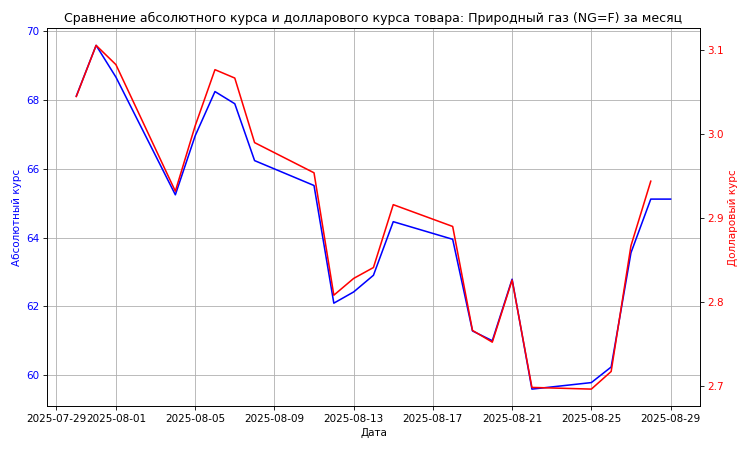 Сравнение абсолютного курса и долларового курса товара: Природный газ (NG=F) за месяц
70
68
66
64
62
60
Абсолютный курс
3.1
3.0
2.9
2.8
2.7
Долларовый курс
2025-07-29 2025-08-01 2025-08-05 2025-08-09 2025-08-13 2025-08-17 2025-08-21 2025-08-25 2025-08-29
Дата